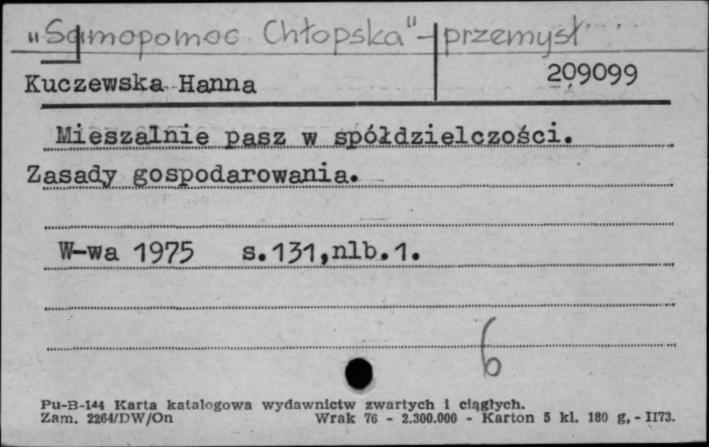 „Samopomoc Chłopska" - przemysł
Kuczewska Hanna 209099
Mieszalnie pasz w spółdzielczości.
Zasady gospodarowania.
W-wa 1975 s.131,nlb.1.
6
Pu-B-144 Karta katalogowa wydawnictw zwartych i ciągłych.
Zam. 2264/DW/On Wrak 76 - 2.300.000 - Karton 5 kl. 180 g. - II73.